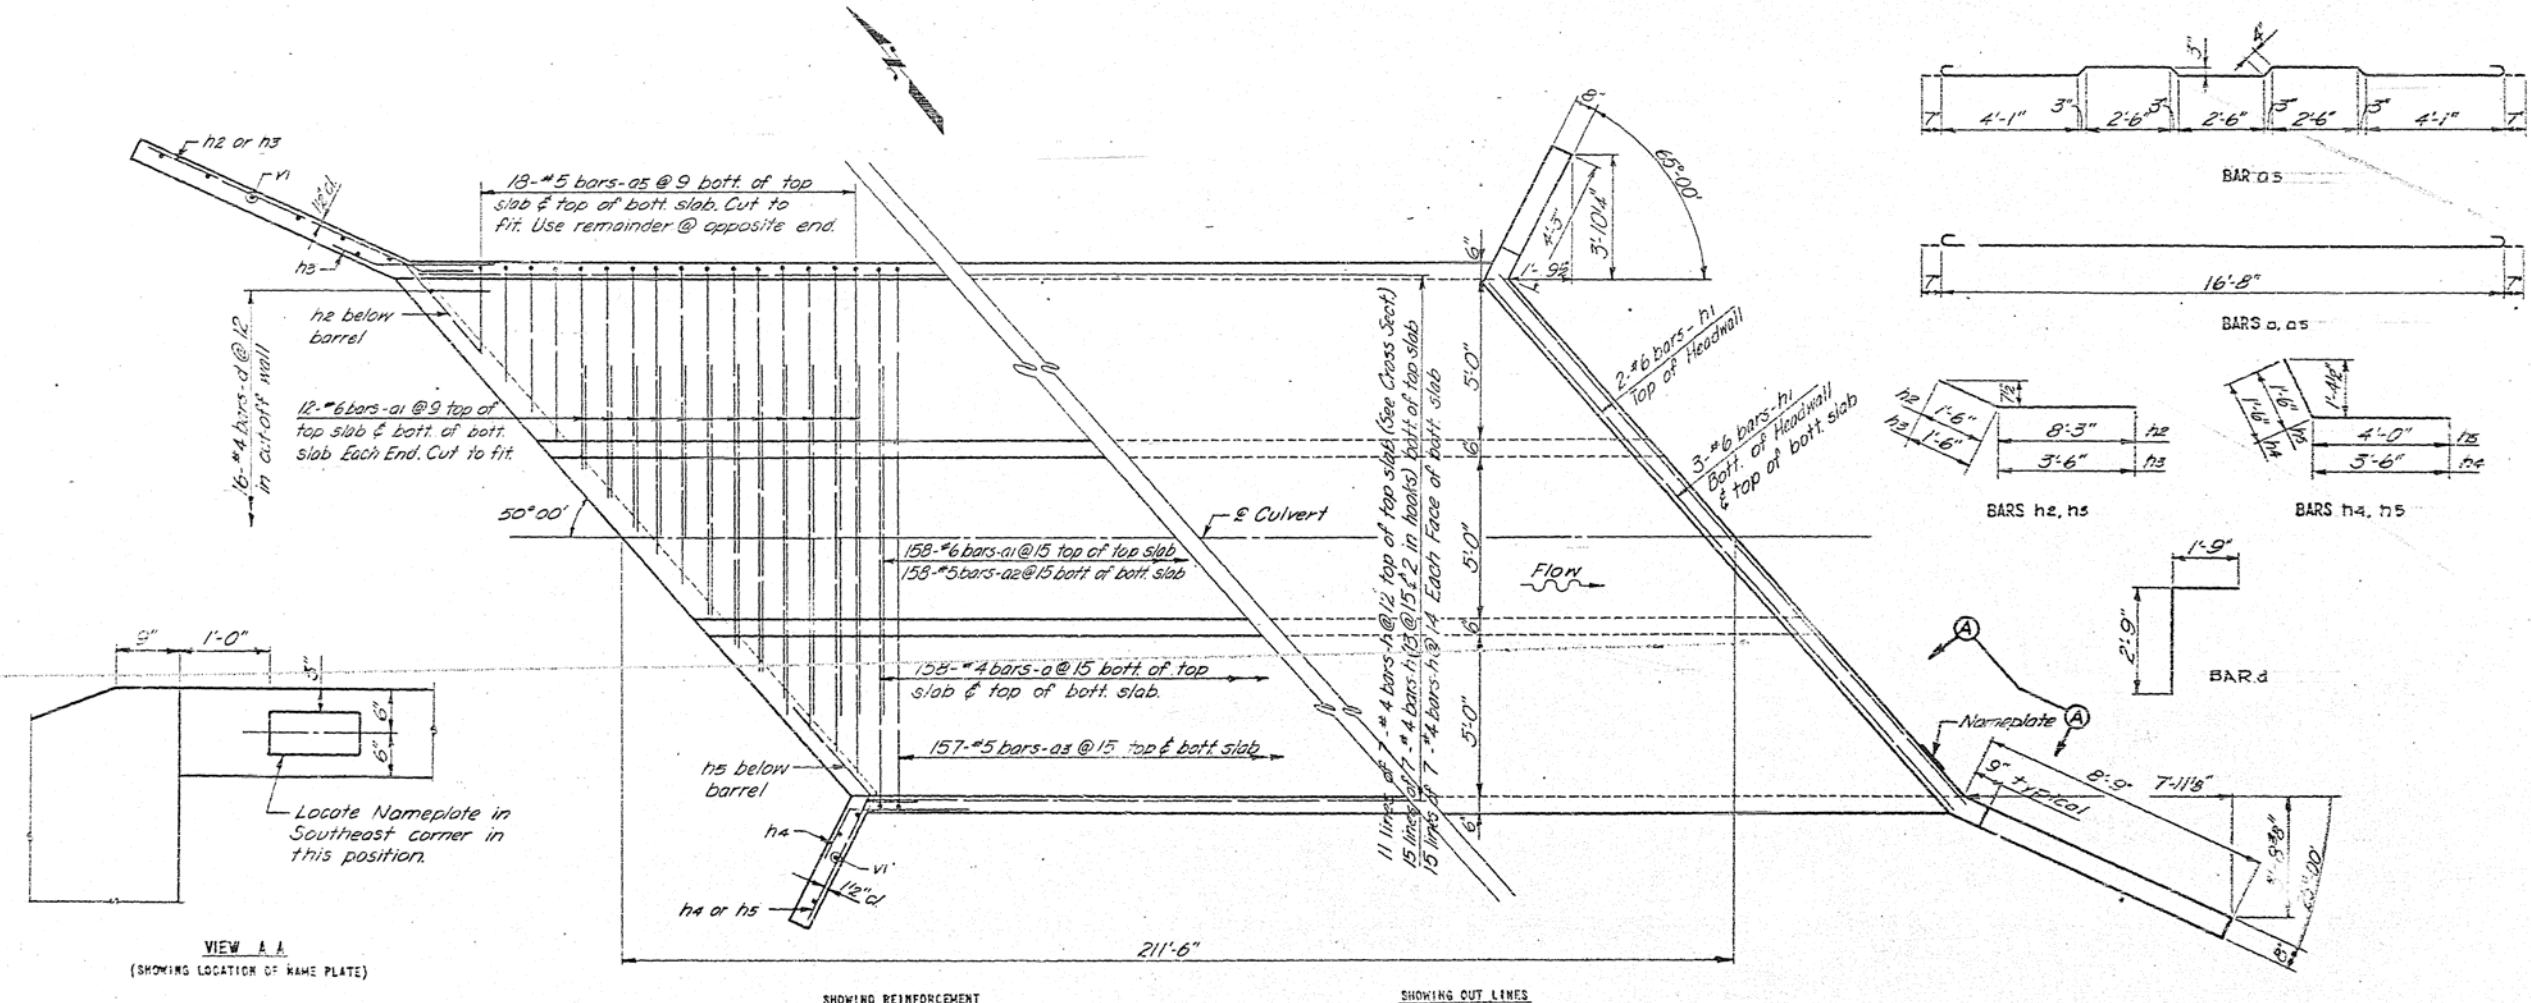 h2 or h3
v1
1½" cl.
h3
18-#5 bars-a5 @ 9 bott. of top
slab & top of bott. slab. Cut to
fit. Use remainder @ opposite end.
16-#4 bars-d @ 12
in cut-off wall
h2 below
barrel
12-#6 bars-a1 @ 9 top of
top slab & bott. of bott.
slab Each End. Cut to fit.
50°00'
158-#6 bars-a1 @ 15 top of top slab
158-#5 bars-a2 @ 15 bott. of bott. slab
158-#4 bars-a @ 15 bott. of top
slab & top of bott. slab.
157-#5 bars-a3 @ 15 top & bott. slab
h5 below
barrel
h4
v1
1½" cl.
h4 or h5
211'-6"
℄ Culvert
Flow
11 lines of 7-#4 bars-h @ 12 top of top slab (See Cross Sect.)
15 lines of 7-#4 bars-h (13 @ 15 & 2 in hooks) bott. of top slab
15 lines of 7-#4 bars-h @ 14 Each Face of bott. slab
6"
5'-0"
6"
5'-0"
6"
5'-0"
6"
8"
65°-00'
4'-3"
3'-10¼"
1'-9½"
2-#6 bars-h1
Top of Headwall
3-#6 bars-h1
Bott. of Headwall
& top of bott. slab
Nameplate
A
A
9" typical
8'-9"
7'-11⅛"
8"
9"
1'-0"
3"
6"
6"
Locate Nameplate in
Southeast corner in
this position.
VIEW A A
(SHOWING LOCATION OF NAME PLATE)
SHOWING REINFORCEMENT
SHOWING OUT LINES
3"
4"
7" 4'-1" 3" 2'-6" 3" 2'-6" 3" 2'-6" 3" 4'-1" 7"
BAR a5
7" 16'-8" 7"
BARS a, a5
h2 1'-6"
h3 1'-6"
7½"
8'-3" h2
3'-6" h3
BARS h2, h3
1'-6" h5
1'-6" h4
1'-4½"
4'-0" h5
3'-6" h4
BARS h4, h5
1'-9"
2'-9"
BAR d